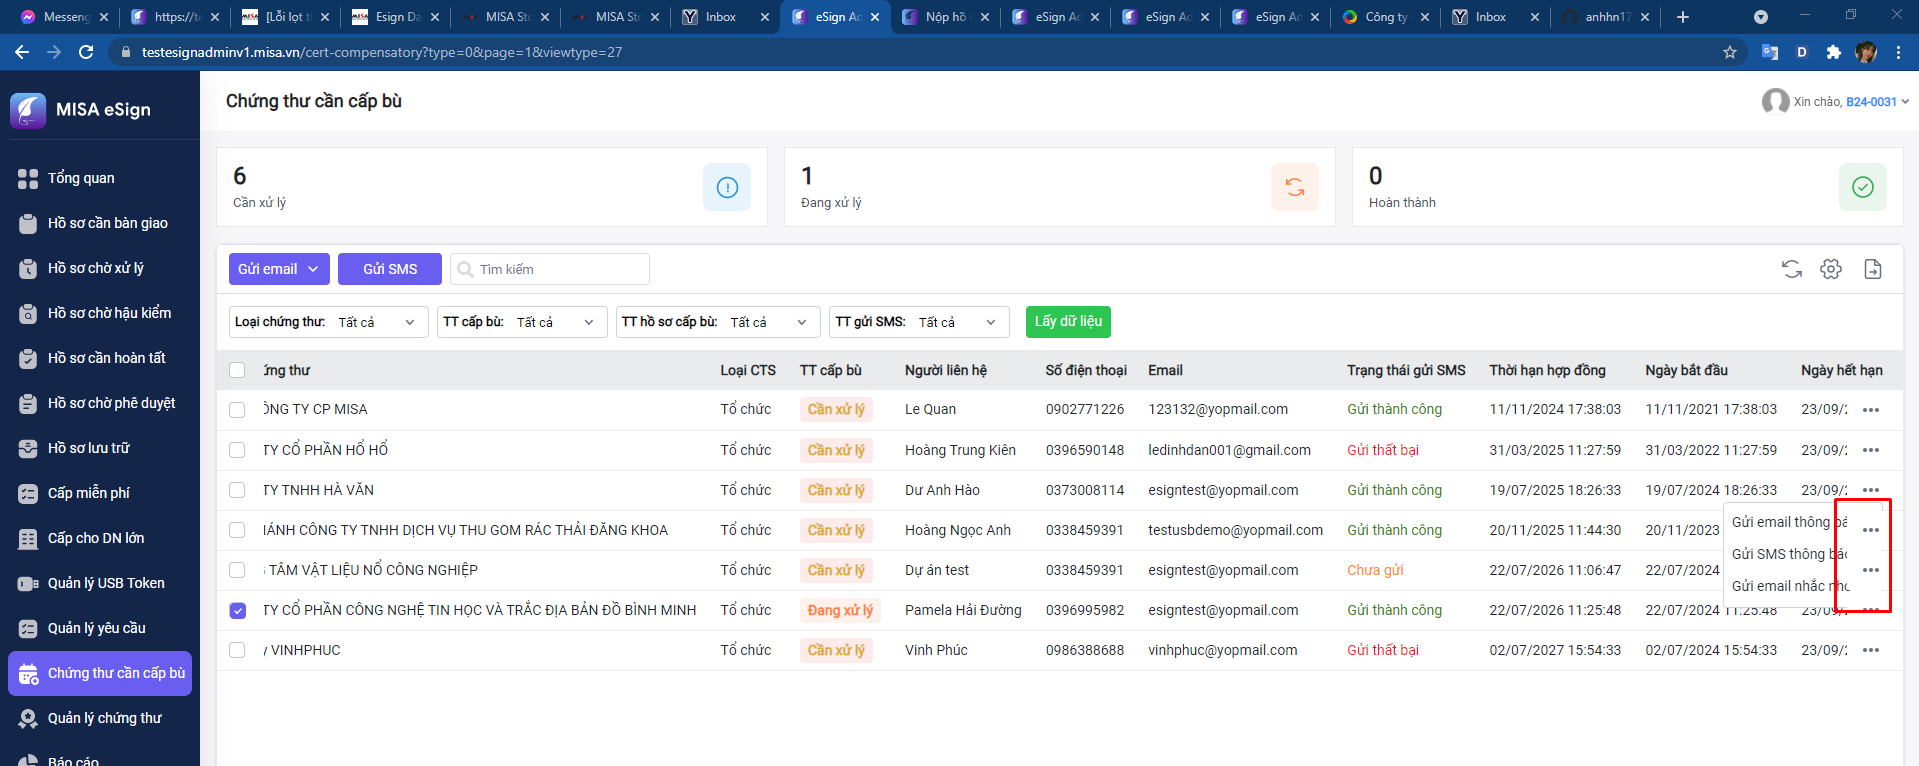 Messeng
https://te
[Lỗi lọt t
Esign Da
MISA Sto
MISA Sto
Inbox
eSign Ad
Nộp hồ s
eSign Ad
eSign Ad
eSign Ad
Công ty
Inbox
anhhn17
testesignadminv1.misa.vn/cert-compensatory?type=0&page=1&viewtype=27
MISA eSign
Chứng thư cần cấp bù
Xin chào, B24-0031
Tổng quan
Hồ sơ cần bàn giao
Hồ sơ chờ xử lý
Hồ sơ chờ hậu kiểm
Hồ sơ cần hoàn tất
Hồ sơ chờ phê duyệt
Hồ sơ lưu trữ
Cấp miễn phí
Cấp cho DN lớn
Quản lý USB Token
Quản lý yêu cầu
Chứng thư cần cấp bù
Quản lý chứng thư
Báo cáo
6
Cần xử lý
1
Đang xử lý
0
Hoàn thành
Gửi email
Gửi SMS
Tìm kiếm
Loại chứng thư: Tất cả
TT cấp bù: Tất cả
TT hồ sơ cấp bù: Tất cả
TT gửi SMS: Tất cả
Lấy dữ liệu
ứng thư Loại CTS TT cấp bù Người liên hệ Số điện thoại Email Trạng thái gửi SMS Thời hạn hợp đồng Ngày bắt đầu Ngày hết hạn
ÔNG TY CP MISA Tổ chức Cần xử lý Le Quan 0902771226 123132@yopmail.com Gửi thành công 11/11/2024 17:38:03 11/11/2021 17:38:03 23/09/2
TY CỔ PHẦN HỔ HỔ Tổ chức Cần xử lý Hoàng Trung Kiên 0396590148 ledinhdan001@gmail.com Gửi thất bại 31/03/2025 11:27:59 31/03/2022 11:27:59 23/09/2
TY TNHH HÀ VĂN Tổ chức Cần xử lý Dư Anh Hào 0373008114 esigntest@yopmail.com Gửi thành công 19/07/2025 18:26:33 19/07/2024 18:26:33 23/09/2
IÁNH CÔNG TY TNHH DỊCH VỤ THU GOM RÁC THẢI ĐĂNG KHOA Tổ chức Cần xử lý Hoàng Ngọc Anh 0338459391 testusbdemo@yopmail.com Gửi thành công 20/11/2025 11:44:30 20/11/2023
TÂM VẬT LIỆU NỔ CÔNG NGHIỆP Tổ chức Cần xử lý Dự án test 0338459391 esigntest@yopmail.com Chưa gửi 22/07/2026 11:06:47 22/07/2024
TY CỔ PHẦN CÔNG NGHỆ TIN HỌC VÀ TRẮC ĐỊA BẢN ĐỒ BÌNH MINH Tổ chức Đang xử lý Pamela Hải Đường 0396995982 esigntest@yopmail.com Gửi thành công 22/07/2026 11:25:48 22/07/2024 11:25:48 23/09/
y VINHPHUC Tổ chức Cần xử lý Vinh Phúc 0986388688 vinhphuc@yopmail.com Gửi thất bại 02/07/2027 15:54:33 02/07/2024 15:54:33 23/09/2
Gửi email thông bá
Gửi SMS thông báo
Gửi email nhắc nhở